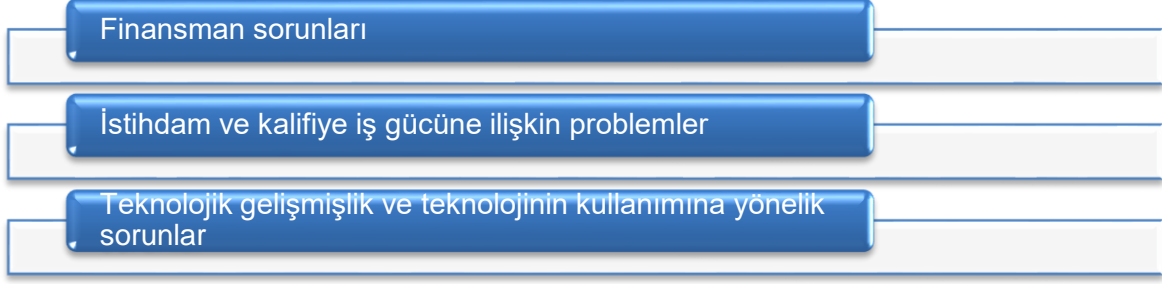 Finansman sorunları
İstihdam ve kalifiye iş gücüne ilişkin problemler
Teknolojik gelişmişlik ve teknolojinin kullanımına yönelik
sorunlar